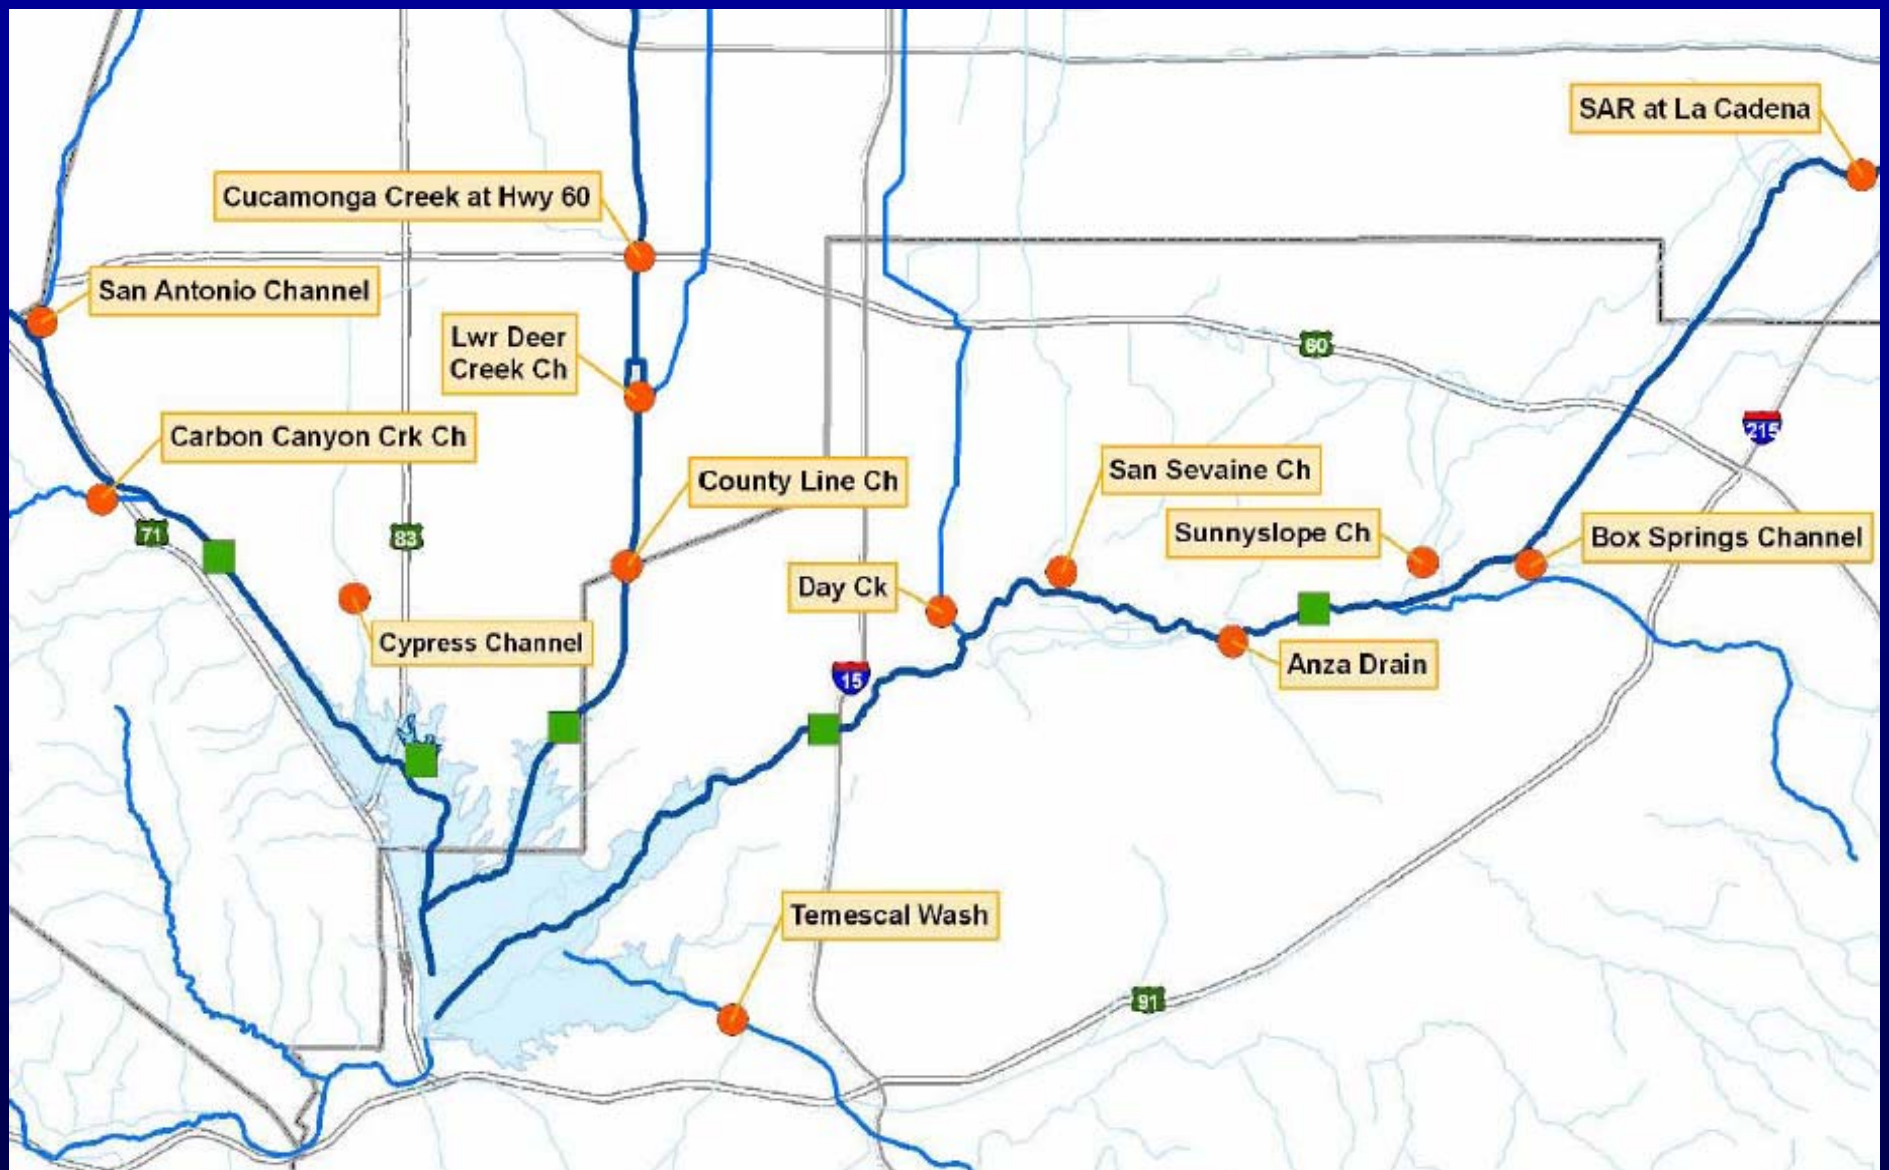 SAR at La Cadena
Cucamonga Creek at Hwy 60
San Antonio Channel
Lwr Deer
Creek Ch
60
Carbon Canyon Crk Ch
215
County Line Ch
San Sevaine Ch
71
83
Sunnyslope Ch
Box Springs Channel
Day Ck
Cypress Channel
Anza Drain
15
Temescal Wash
91